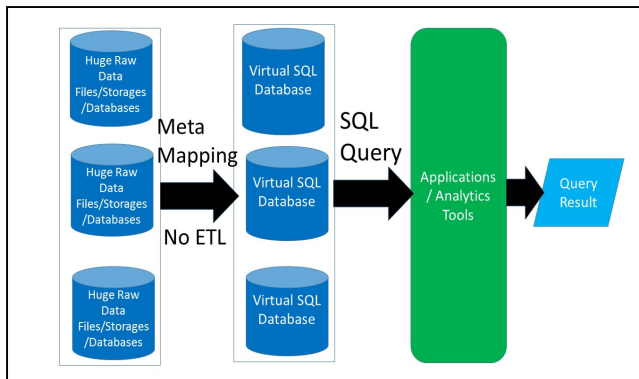 Huge Raw
Data
Files/Storages
/Databases
Huge Raw
Data
Files/Storages
/Databases
Huge Raw
Data
Files/Storages
/Databases
Meta
Mapping
No ETL
Virtual SQL
Database
Virtual SQL
Database
Virtual SQL
Database
SQL
Query
Applications
/ Analytics
Tools
Query
Result